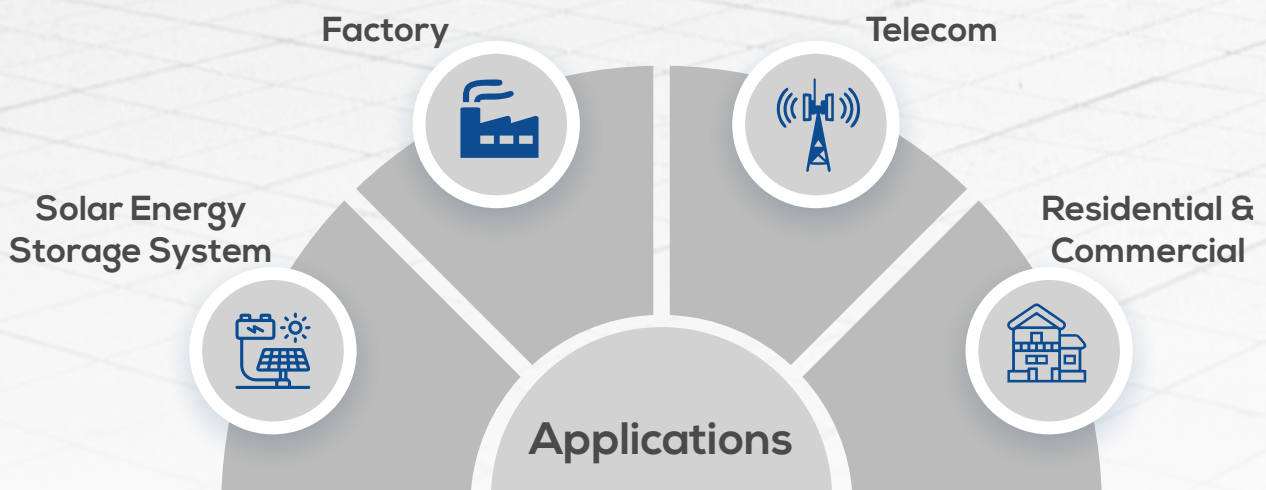 Factory
Telecom
Solar Energy
Storage System
Residential &
Commercial
Applications